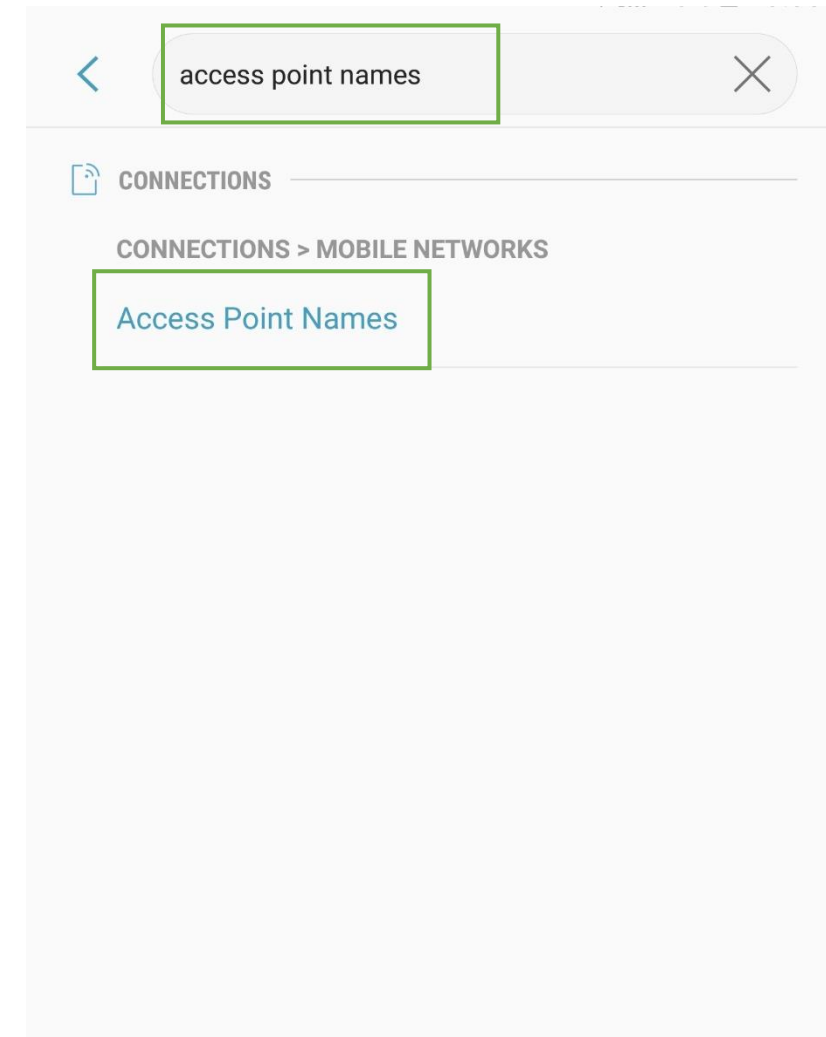 access point names
CONNECTIONS
CONNECTIONS > MOBILE NETWORKS
Access Point Names